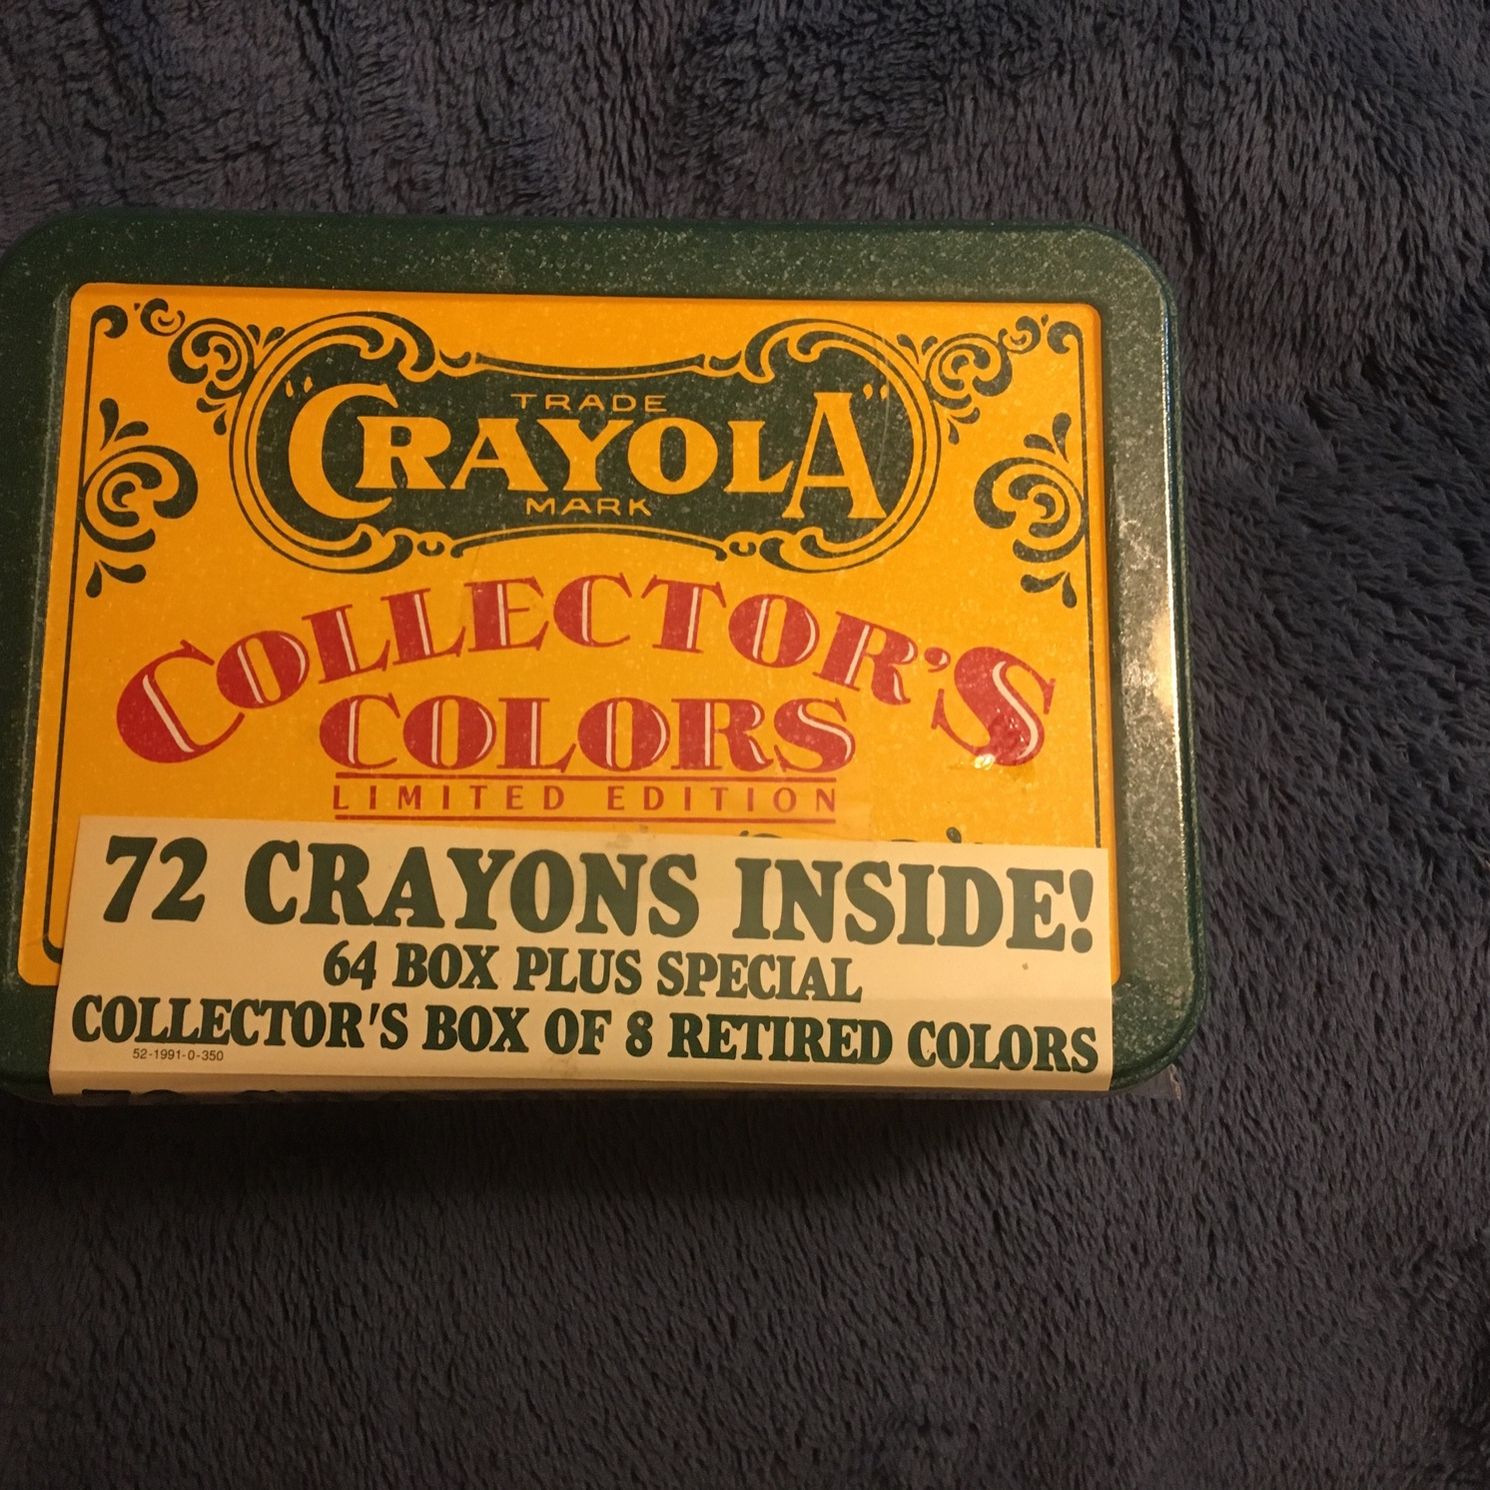 TRADE
"CRAYOLA"
MARK
COLLECTOR'S
COLORS
LIMITED EDITION
72 CRAYONS INSIDE!
64 BOX PLUS SPECIAL
COLLECTOR'S BOX OF 8 RETIRED COLORS
52-1991-0-350